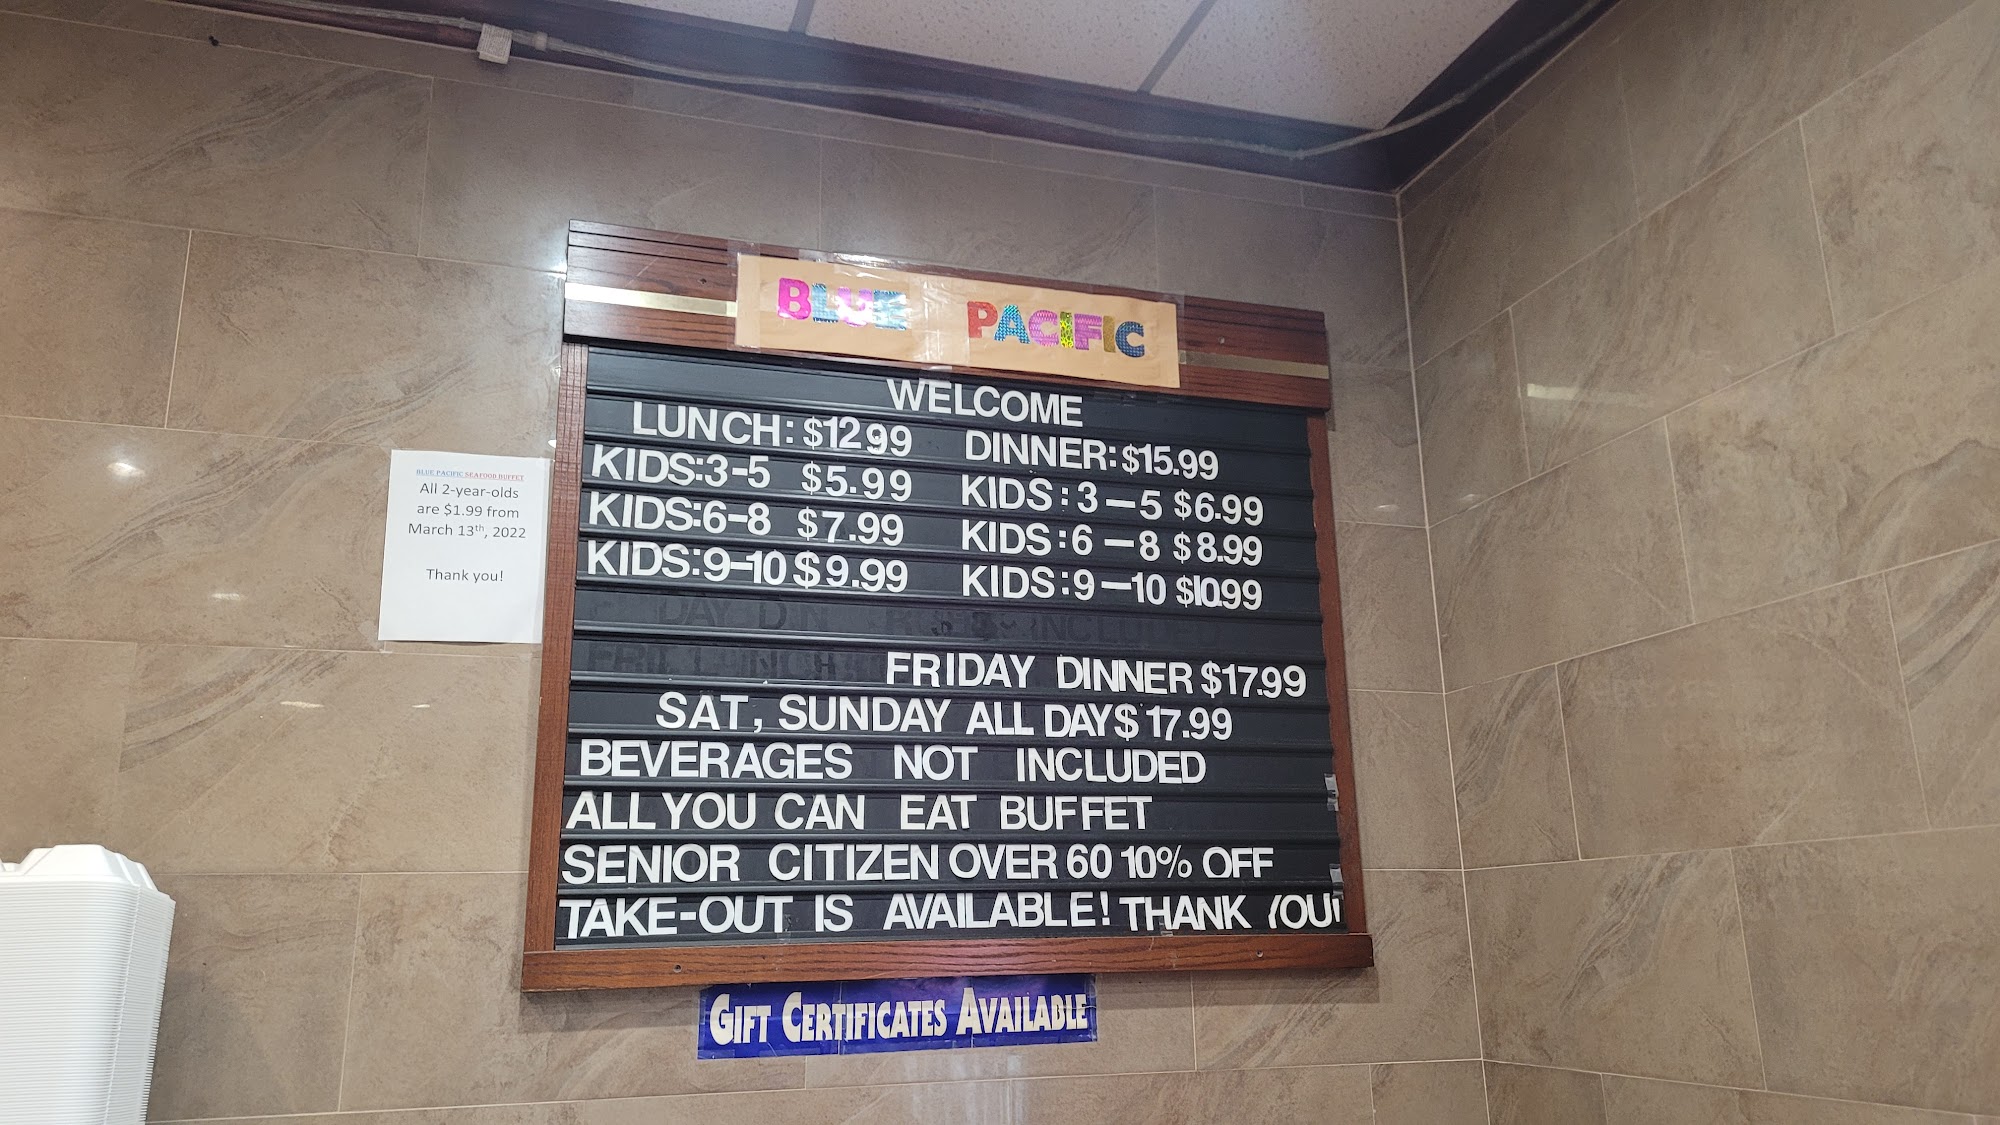 BLUE PACIFIC
WELCOME
LUNCH: $12.99 DINNER: $15.99
KIDS:3-5 $5.99 KIDS:3-5 $6.99
KIDS:6-8 $7.99 KIDS:6-8 $8.99
KIDS:9-10 $9.99 KIDS:9-10 $10.99
FRIDAY DINNER $17.99
SAT, SUNDAY ALL DAY $17.99
BEVERAGES NOT INCLUDED
ALL YOU CAN EAT BUFFET
SENIOR CITIZEN OVER 60 10% OFF
TAKE-OUT IS AVAILABLE! THANK YOU!
GIFT CERTIFICATES AVAILABLE
BLUE PACIFIC SEAFOOD BUFFET
All 2-year-olds
are $1.99 from
March 13th, 2022
Thank you!